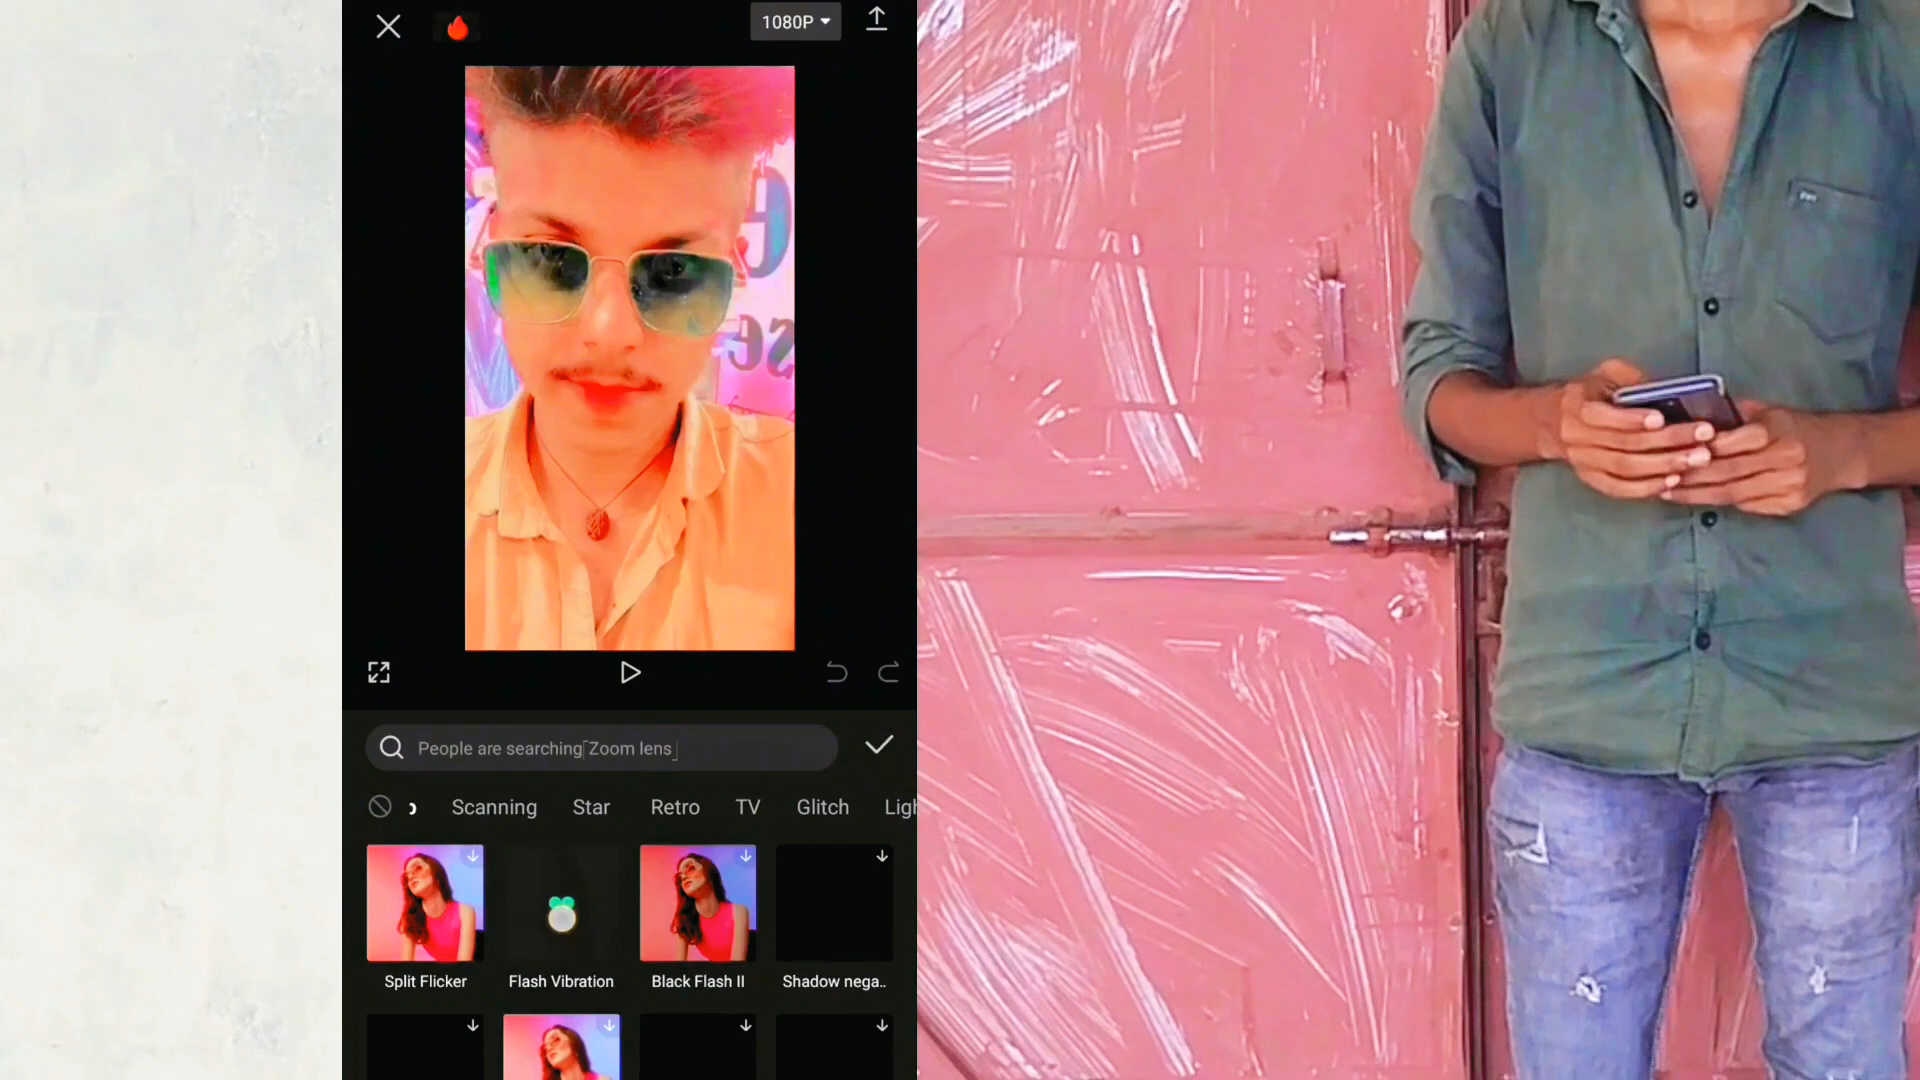 1080P
People are searching「Zoom lens」
Scanning Star Retro TV Glitch
Split Flicker Flash Vibration Black Flash II Shadow nega..